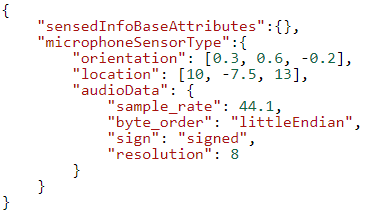 {
    "sensedInfoBaseAttributes":{},
    "microphoneSensorType":{
        "orientation": [0.3, 0.6, -0.2],
        "location": [10, -7.5, 13],
        "audioData": {
            "sample_rate": 44.1,
            "byte_order": "littleEndian",
            "sign": "signed",
            "resolution": 8
        }
    }
}